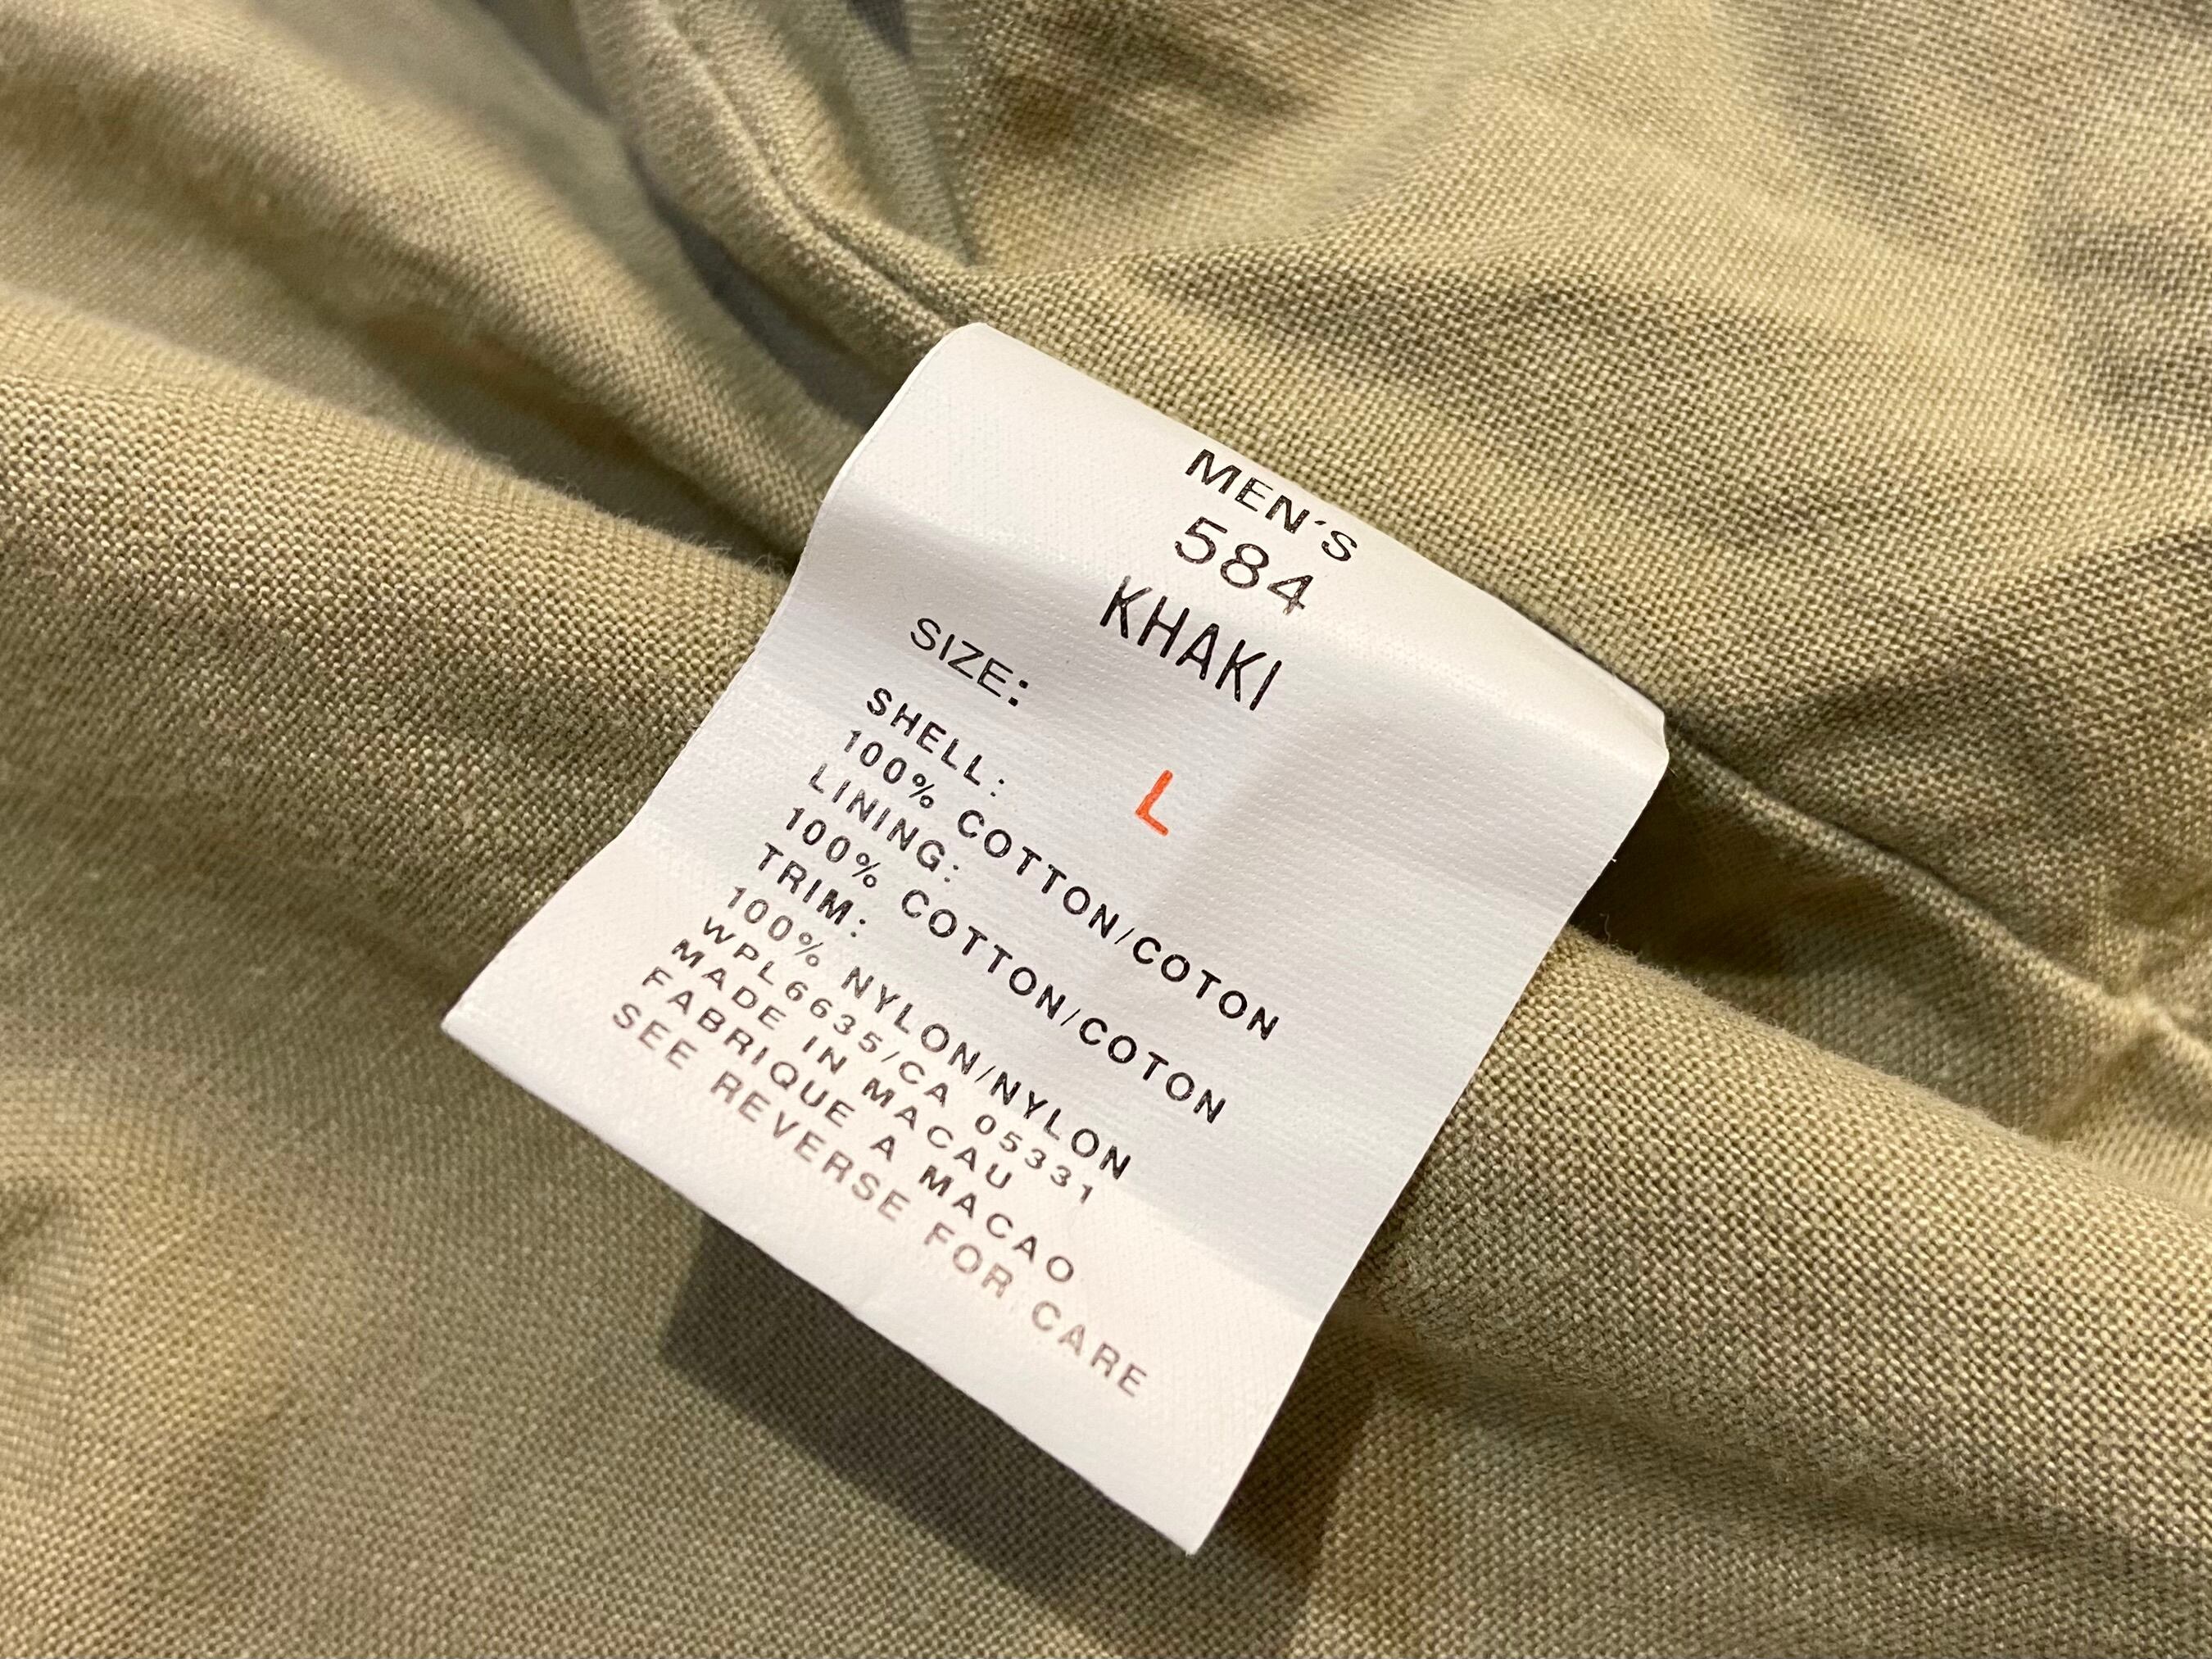 MEN'S
584
KHAKI
SIZE:
L
SHELL:
100% COTTON/COTON
LINING:
100% COTTON/COTON
TRIM:
100% NYLON/NYLON
WPL6635/CA 05331
MADE IN MACAU
FABRIQUE A MACAO
SEE REVERSE FOR CARE